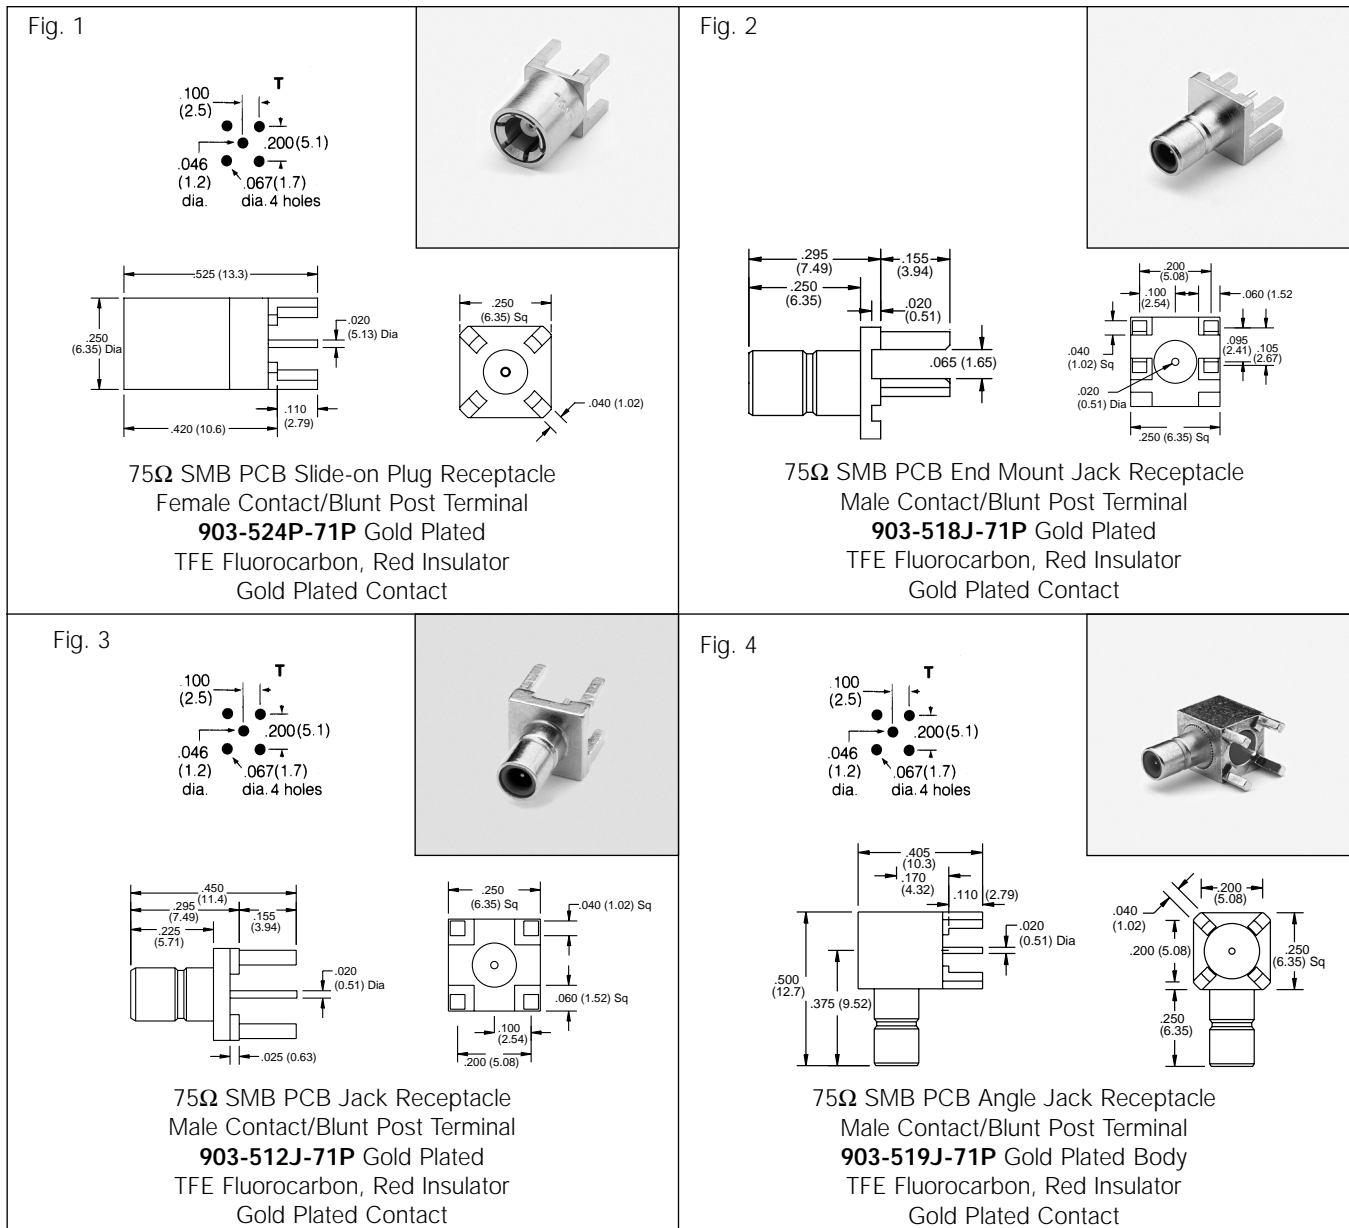 Fig. 1
T
.100
(2.5)
.200(5.1)
.046
(1.2)
dia.
.067(1.7)
dia. 4 holes
.525 (13.3)
.250
(6.35) Dia
.020
(5.13) Dia
.110
(2.79)
.420 (10.6)
.250
(6.35) Sq
.040 (1.02)
75Ω SMB PCB Slide-on Plug Receptacle
Female Contact/Blunt Post Terminal
903-524P-71P Gold Plated
TFE Fluorocarbon, Red Insulator
Gold Plated Contact
Fig. 2
.295
(7.49)
.155
(3.94)
.250
(6.35)
.020
(0.51)
.065 (1.65)
.200
(5.08)
.100
(2.54)
.060 (1.52
.040
(1.02) Sq
.095
(2.41)
.105
(2.67)
.020
(0.51) Dia
.250 (6.35) Sq
75Ω SMB PCB End Mount Jack Receptacle
Male Contact/Blunt Post Terminal
903-518J-71P Gold Plated
TFE Fluorocarbon, Red Insulator
Gold Plated Contact
Fig. 3
T
.100
(2.5)
.200(5.1)
.046
(1.2)
dia.
.067(1.7)
dia. 4 holes
.450
(11.4)
.295
(7.49)
.155
(3.94)
.225
(5.71)
.020
(0.51) Dia
.025 (0.63)
.250
(6.35) Sq
.040 (1.02) Sq
.060 (1.52) Sq
.100
(2.54)
.200 (5.08)
75Ω SMB PCB Jack Receptacle
Male Contact/Blunt Post Terminal
903-512J-71P Gold Plated
TFE Fluorocarbon, Red Insulator
Gold Plated Contact
Fig. 4
T
.100
(2.5)
.200(5.1)
.046
(1.2)
dia.
.067(1.7)
dia. 4 holes
.405
(10.3)
.170
(4.32)
.110 (2.79)
.020
(0.51) Dia
.500
(12.7)
.375 (9.52)
.200
(5.08)
.040
(1.02)
.200 (5.08)
.250
(6.35) Sq
.250
(6.35)
75Ω SMB PCB Angle Jack Receptacle
Male Contact/Blunt Post Terminal
903-519J-71P Gold Plated Body
TFE Fluorocarbon, Red Insulator
Gold Plated Contact